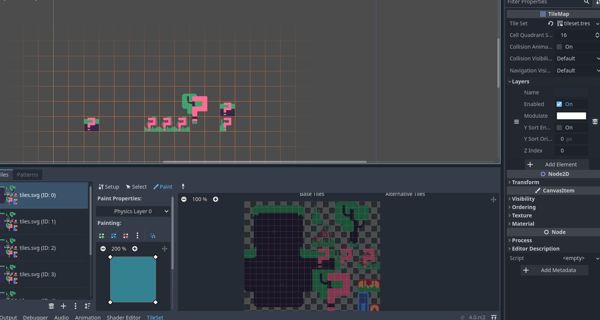 Filter Properties
TileMap
Tile Set
tileset.tres
Cell Quadrant S
16
Collision Anima
On
Collision Visibili
Default
Navigation Visi
Default
Layers
Name
Enabled
On
Modulate
Y Sort En
On
Y Sort Ori
0 px
Z Index
0
Add Element
Node2D
Transform
CanvasItem
Visibility
Ordering
Texture
Material
Node
Process
Editor Description
Script
<empty>
Add Metadata
iles
Patterns
tiles.svg (ID: 0)
tiles.svg (ID: 1)
tiles.svg (ID: 2)
tiles.svg (ID: 3)
Setup
Select
Paint
Paint Properties:
Physics Layer 0
Painting:
200 %
100 %
Base Tiles
Alternative Tiles
Output
Debugger
Audio
Animation
Shader Editor
TileSet